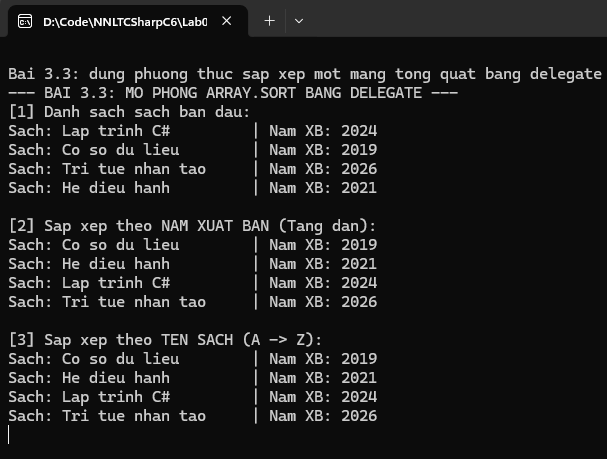 D:\Code\NNLTCSharpC6\Lab0
Bai 3.3: dung phuong thuc sap xep mot mang tong quat bang delegate
--- BAI 3.3: MO PHONG ARRAY.SORT BANG DELEGATE ---
[1] Danh sach sach ban dau:
Sach: Lap trinh C# | Nam XB: 2024
Sach: Co so du lieu | Nam XB: 2019
Sach: Tri tue nhan tao | Nam XB: 2026
Sach: He dieu hanh | Nam XB: 2021
[2] Sap xep theo NAM XUAT BAN (Tang dan):
Sach: Co so du lieu | Nam XB: 2019
Sach: He dieu hanh | Nam XB: 2021
Sach: Lap trinh C# | Nam XB: 2024
Sach: Tri tue nhan tao | Nam XB: 2026
[3] Sap xep theo TEN SACH (A -> Z):
Sach: Co so du lieu | Nam XB: 2019
Sach: He dieu hanh | Nam XB: 2021
Sach: Lap trinh C# | Nam XB: 2024
Sach: Tri tue nhan tao | Nam XB: 2026